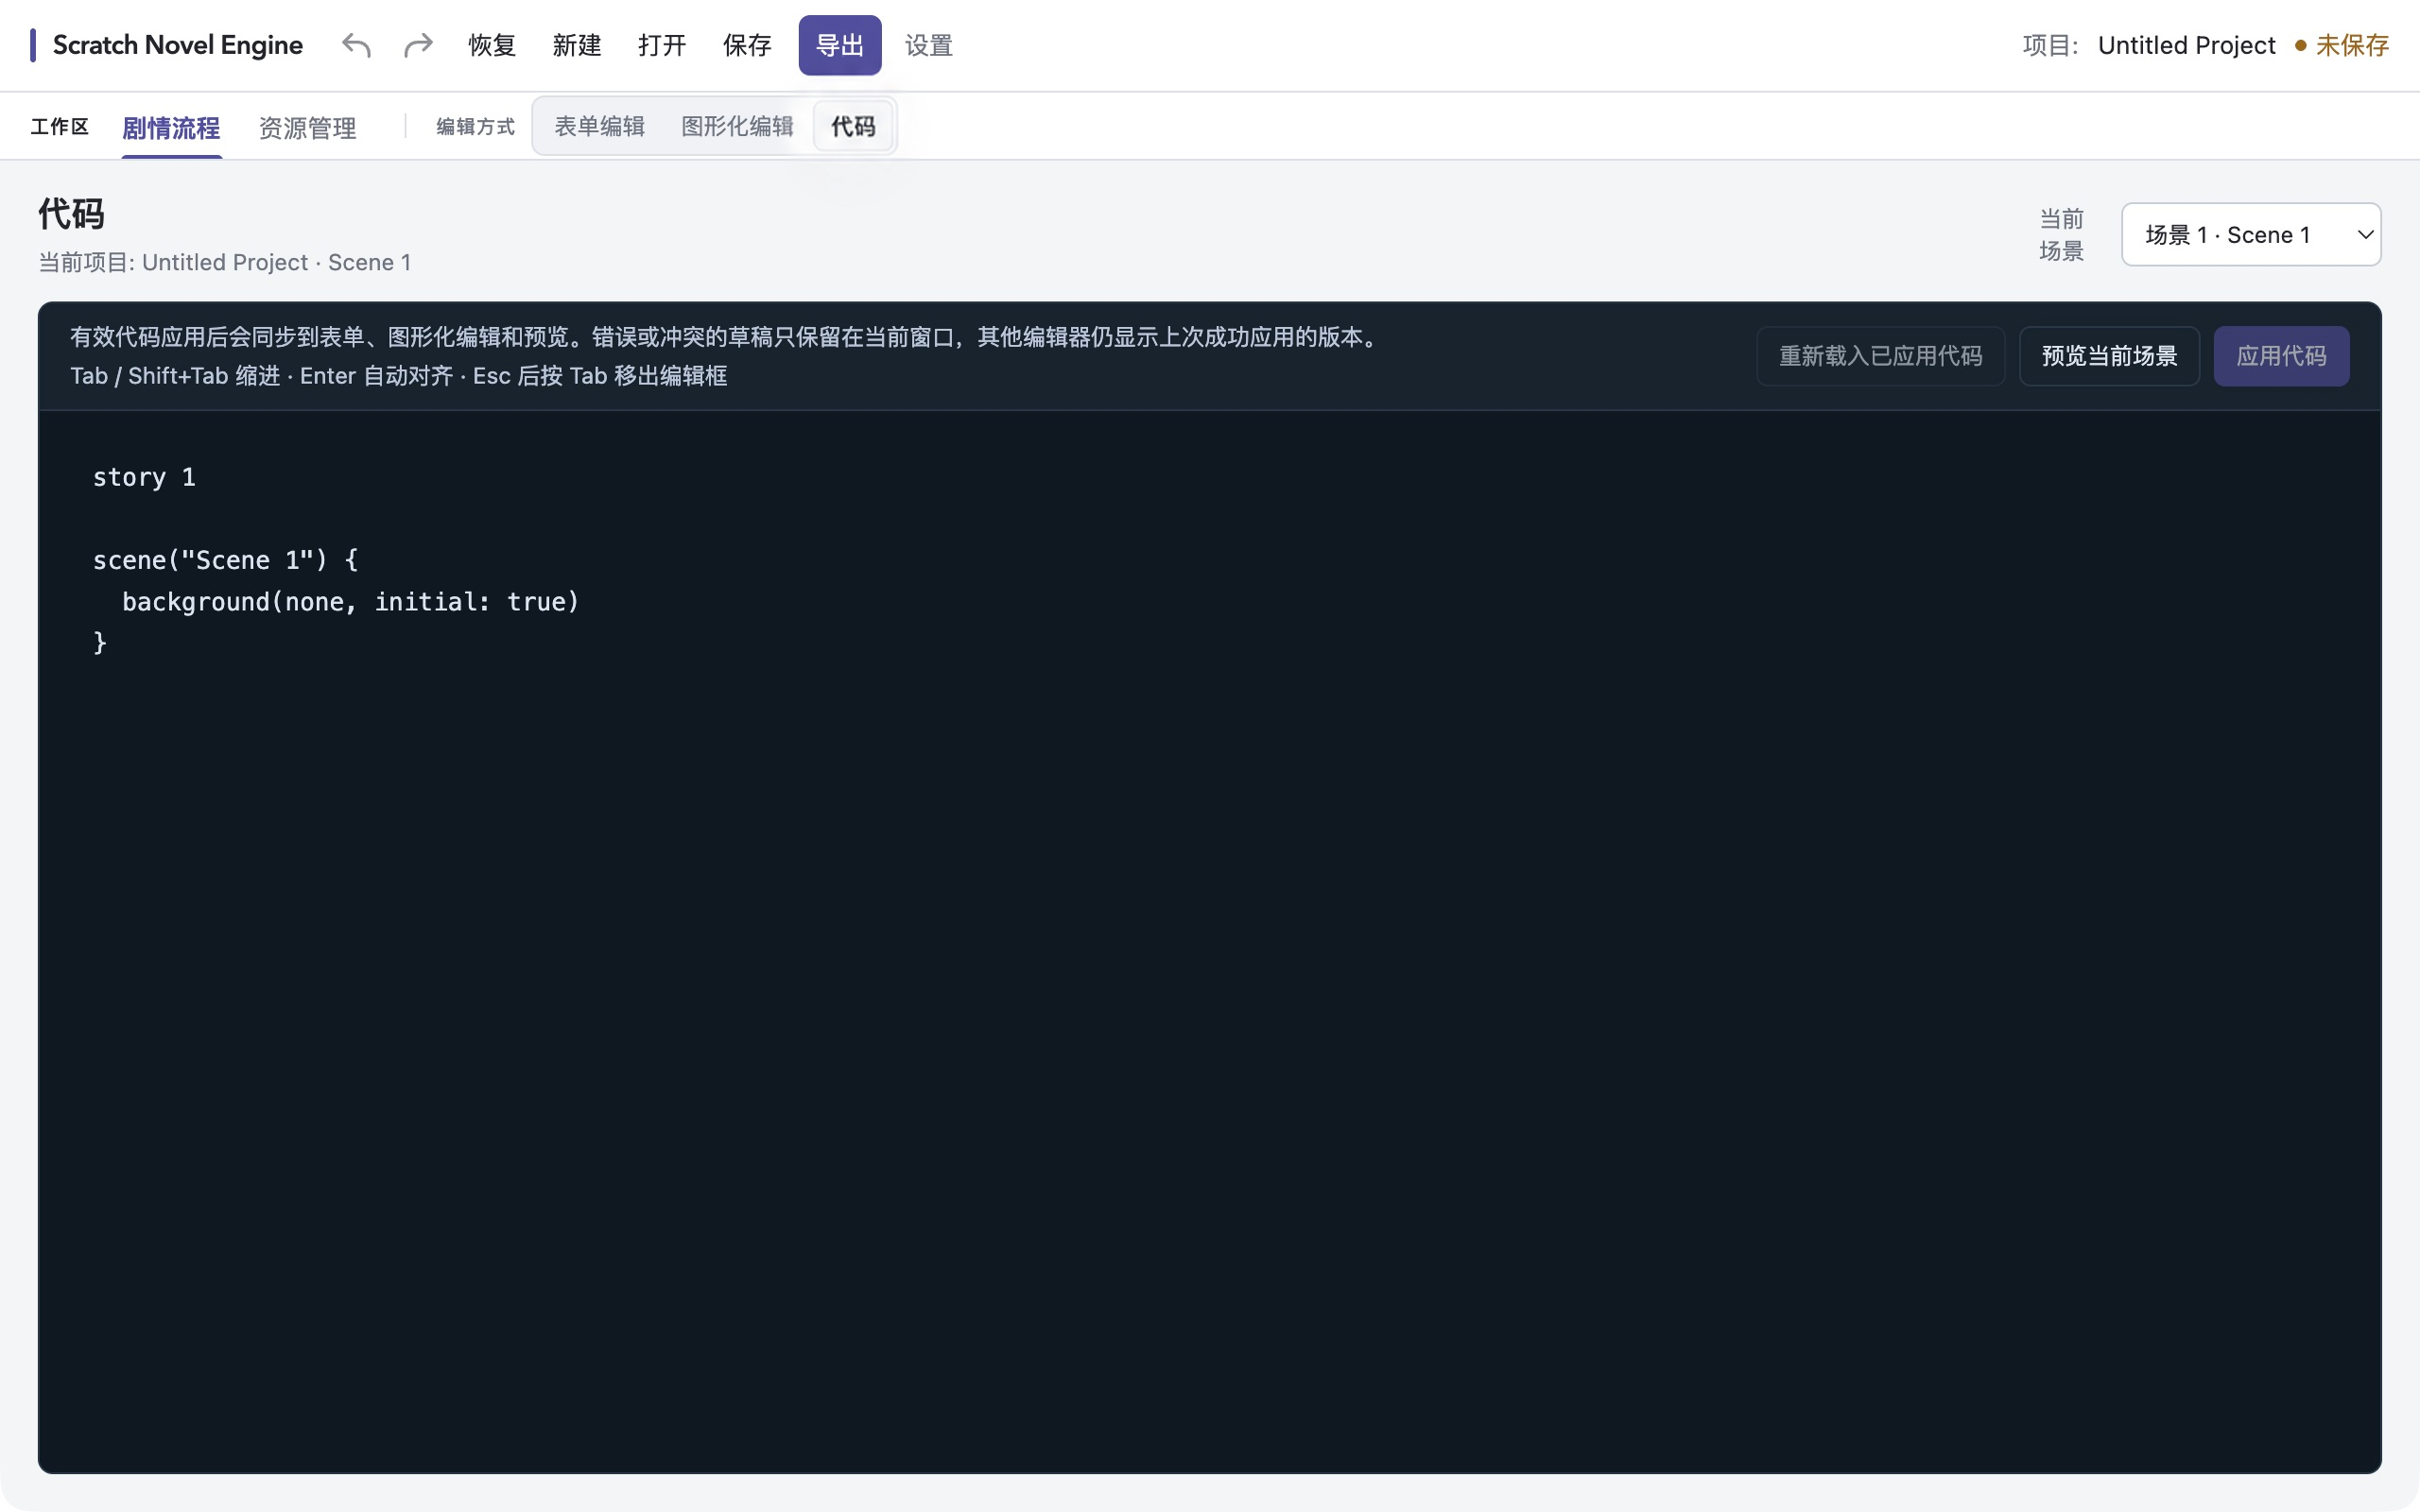 Scratch Novel Engine 恢复 新建 打开 保存 导出 设置 项目: Untitled Project 未保存
工作区 剧情流程 资源管理 编辑方式 表单编辑 图形化编辑 代码
代码
当前项目: Untitled Project · Scene 1
当前
场景
场景 1 · Scene 1
有效代码应用后会同步到表单、图形化编辑和预览。错误或冲突的草稿只保留在当前窗口，其他编辑器仍显示上次成功应用的版本。
Tab / Shift+Tab 缩进 · Enter 自动对齐 · Esc 后按 Tab 移出编辑框
重新载入已应用代码 预览当前场景 应用代码
story 1
scene("Scene 1") {
  background(none, initial: true)
}